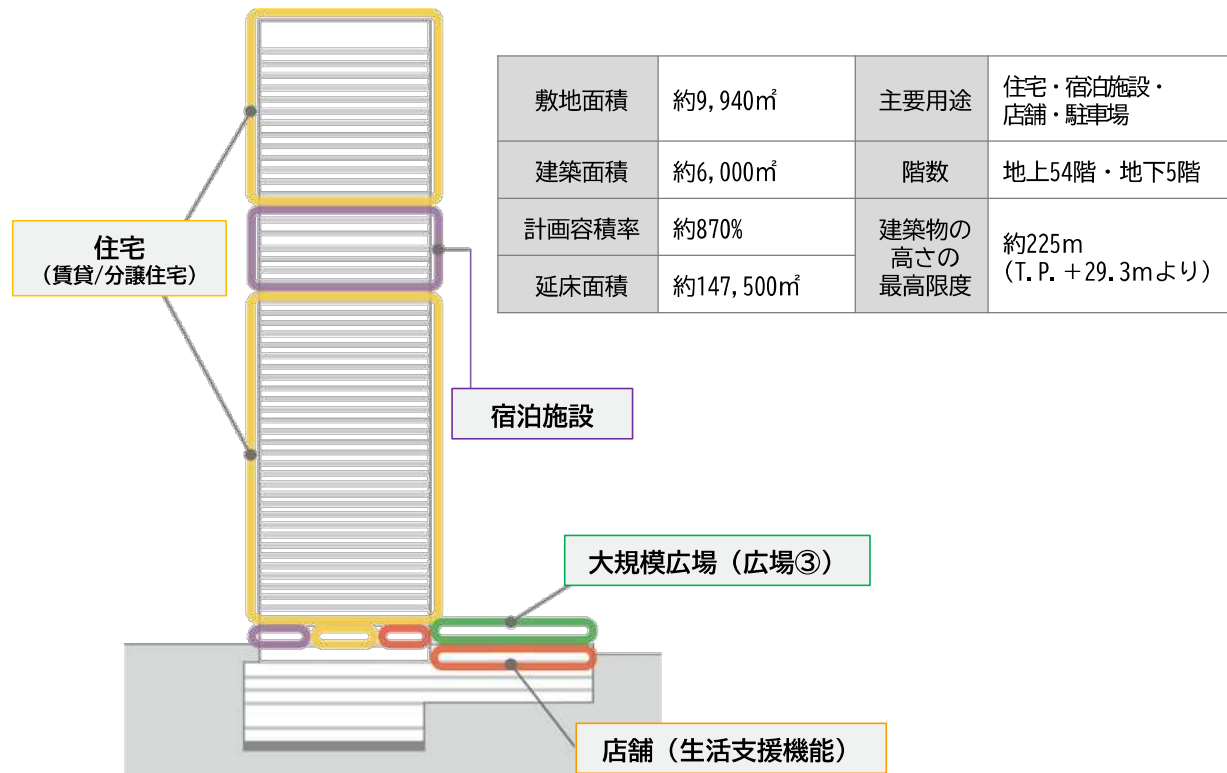 敷地面積
約9,940㎡
主要用途
住宅・宿泊施設・
店舗・駐車場
建築面積
約6,000㎡
階数
地上54階・地下5階
計画容積率
約870%
建築物の
高さの
最高限度
約225m
(T.P.+29.3mより)
延床面積
約147,500㎡
住宅
(賃貸/分譲住宅)
宿泊施設
大規模広場(広場③)
店舗(生活支援機能)